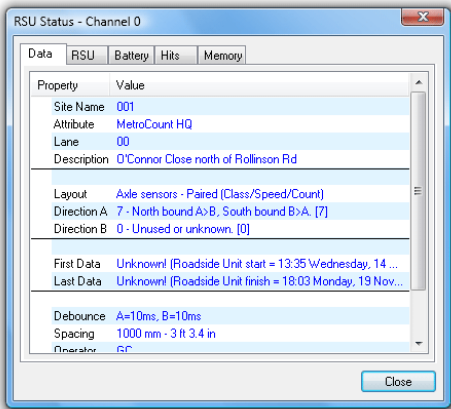 RSU Status - Channel 0
Data RSU Battery Hits Memory
Property Value
Site Name 001
Attribute MetroCount HQ
Lane 00
Description O'Connor Close north of Rollinson Rd
Layout Axle sensors - Paired (Class/Speed/Count)
Direction A 7 - North bound A>B, South bound B>A. [7]
Direction B 0 - Unused or unknown. [0]
First Data Unknown! (Roadside Unit start = 13:35 Wednesday, 14 ...
Last Data Unknown! (Roadside Unit finish = 18:03 Monday, 19 Nov...
Debounce A=10ms, B=10ms
Spacing 1000 mm - 3 ft 3.4 in
Operator GC
Close